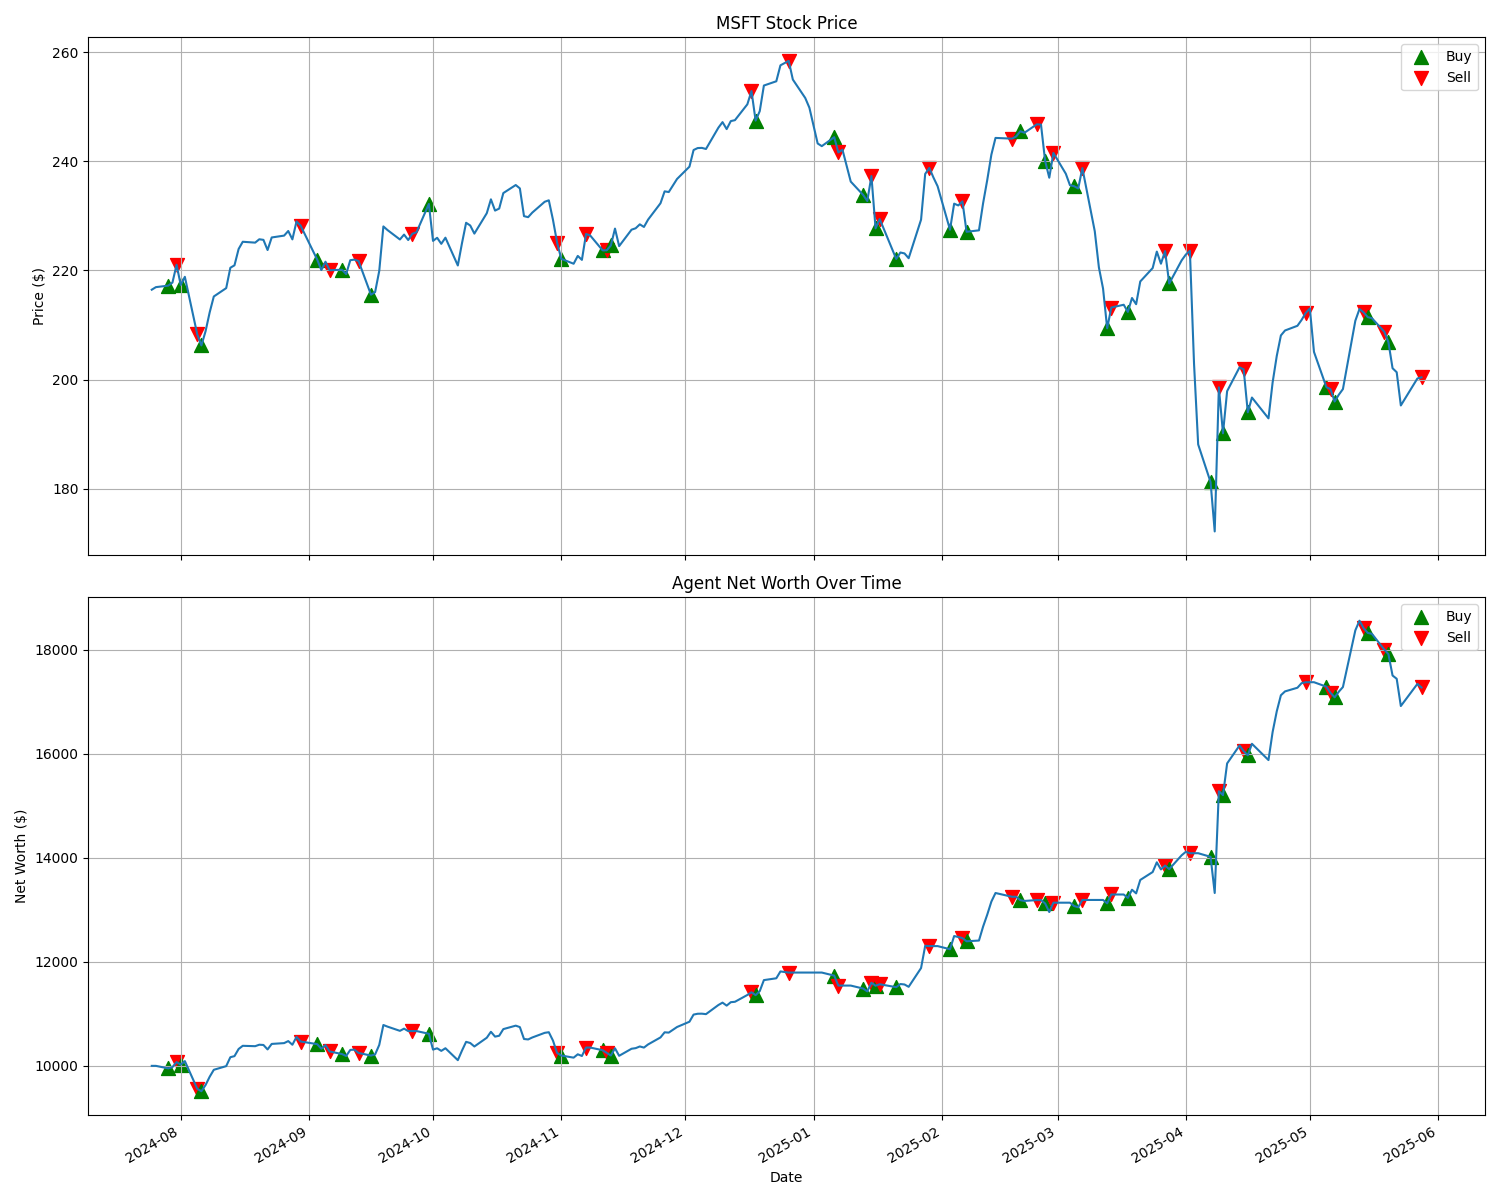 MSFT Stock Price
Buy
Sell
260
240
220
200
180
Price ($)
Agent Net Worth Over Time
Buy
Sell
18000
16000
14000
12000
10000
Net Worth ($)
2024-08
2024-09
2024-10
2024-11
2024-12
2025-01
2025-02
2025-03
2025-04
2025-05
2025-06
Date